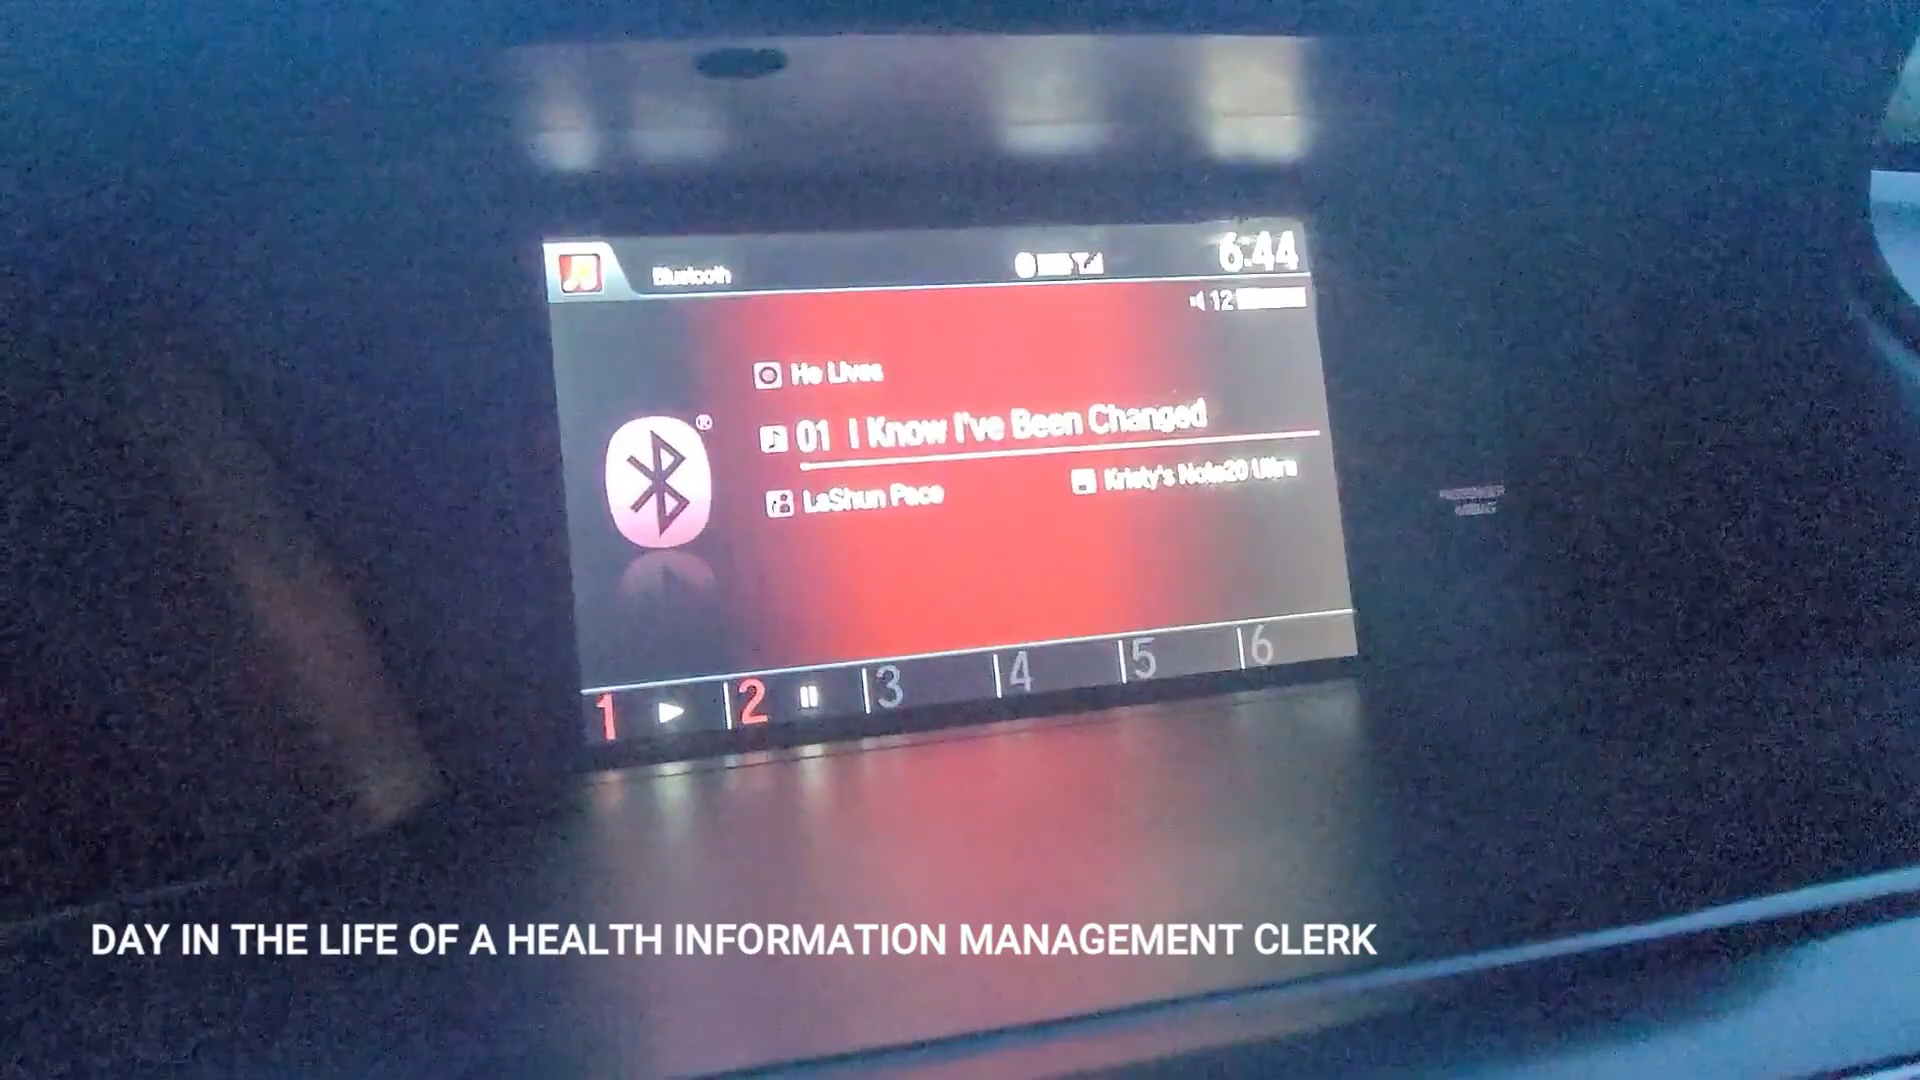 Bluetooth
6:44
12
He Lives
01 I Know I've Been Changed
LaShun Pace
Kristy's Note20 Ultra
1 2 3 4 5 6
DAY IN THE LIFE OF A HEALTH INFORMATION MANAGEMENT CLERK